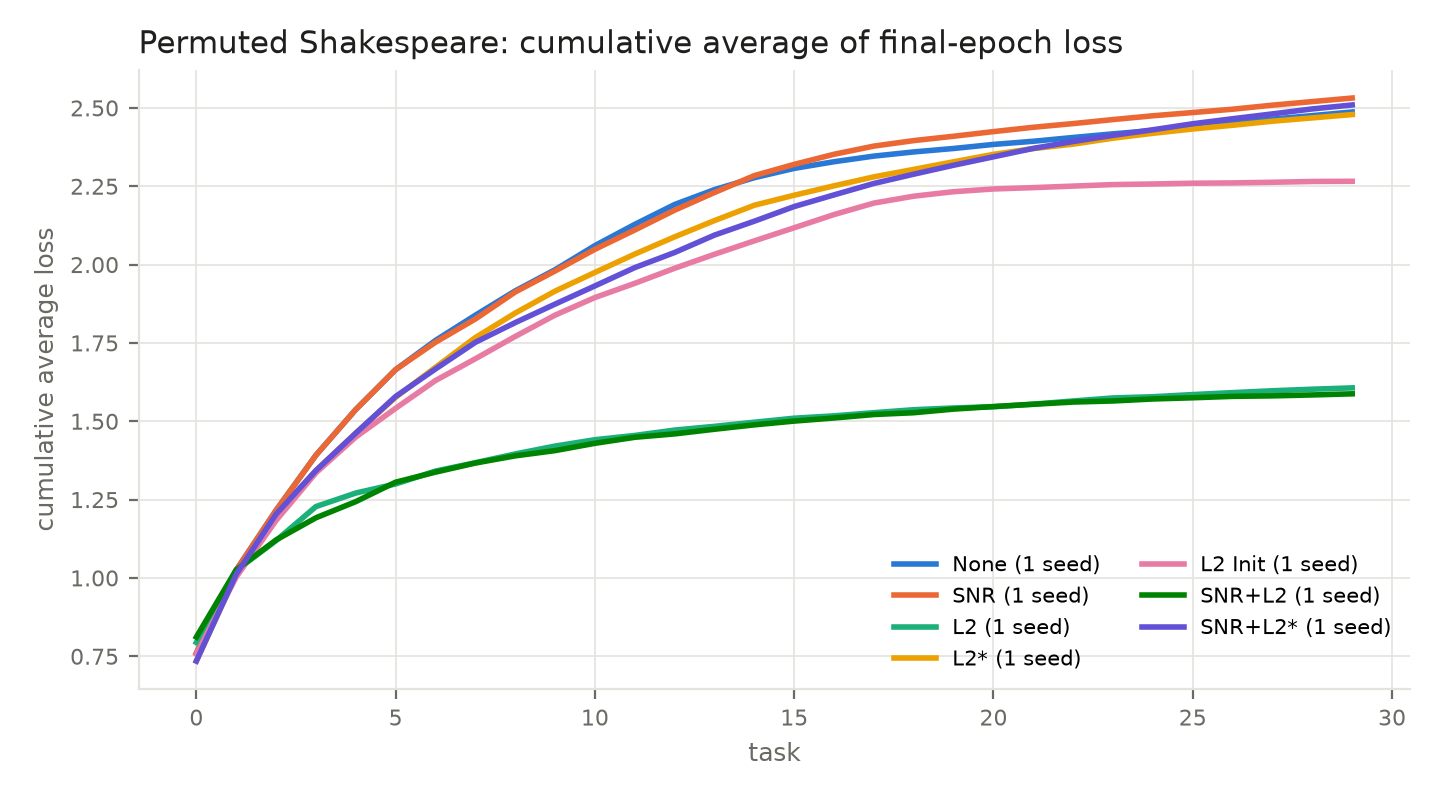 Permuted Shakespeare: cumulative average of final-epoch loss
cumulative average loss
2.50
2.25
2.00
1.75
1.50
1.25
1.00
0.75
None (1 seed)
SNR (1 seed)
L2 (1 seed)
L2* (1 seed)
L2 Init (1 seed)
SNR+L2 (1 seed)
SNR+L2* (1 seed)
0 5 10 15 20 25 30
task